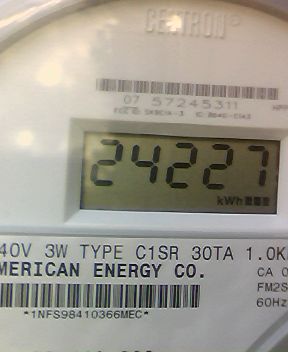 CENTRON
07 57245311
24227
kWh
40V 3W TYPE C1SR 30TA 1.0K
MERICAN ENERGY CO.
CA 0
FM2S
60Hz
*1NFS98410366MEC*